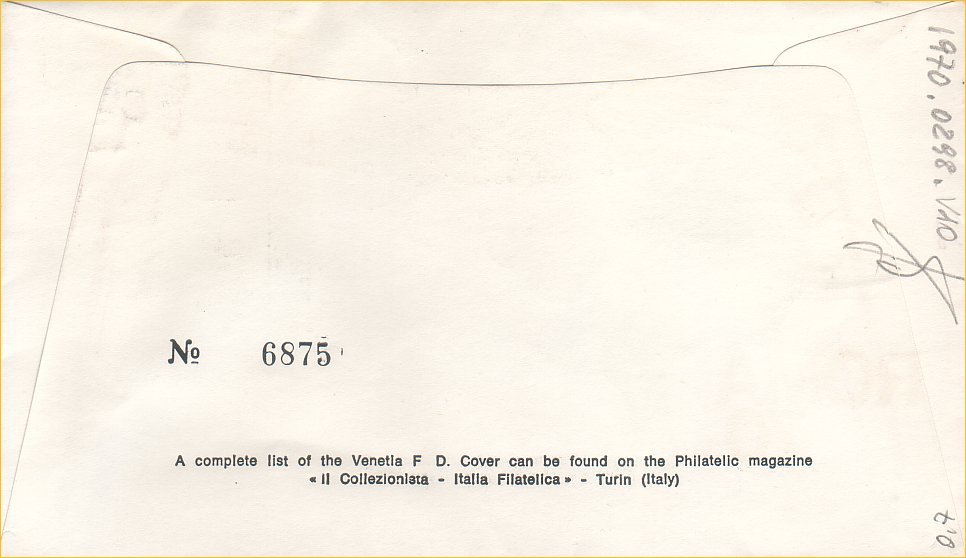 № 6875
A complete list of the Venetia F D. Cover can be found on the Philatelic magazine
« Il Collezionista - Italia Filatelica » - Turin (Italy)
1970.0298.V10